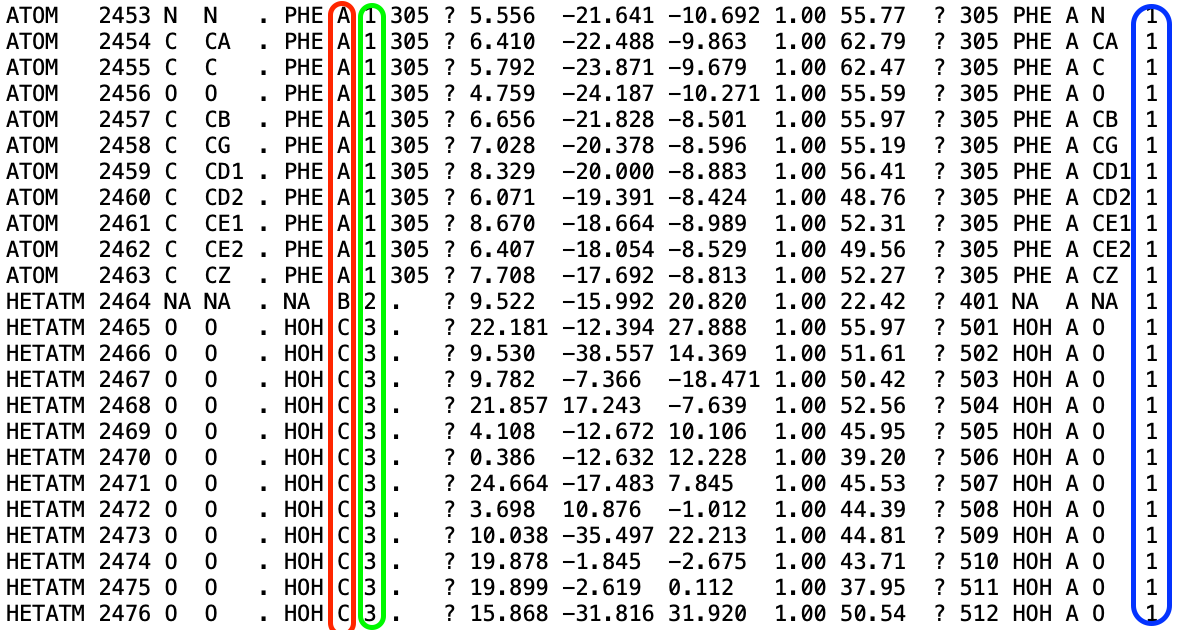 ATOM 2453 N N . PHE A 1 305 ? 5.556 -21.641 -10.692 1.00 55.77 ? 305 PHE A N 1
ATOM 2454 C CA . PHE A 1 305 ? 6.410 -22.488 -9.863 1.00 62.79 ? 305 PHE A CA 1
ATOM 2455 C C . PHE A 1 305 ? 5.792 -23.871 -9.679 1.00 62.47 ? 305 PHE A C 1
ATOM 2456 O O . PHE A 1 305 ? 4.759 -24.187 -10.271 1.00 55.59 ? 305 PHE A O 1
ATOM 2457 C CB . PHE A 1 305 ? 6.656 -21.828 -8.501 1.00 55.97 ? 305 PHE A CB 1
ATOM 2458 C CG . PHE A 1 305 ? 7.028 -20.378 -8.596 1.00 55.19 ? 305 PHE A CG 1
ATOM 2459 C CD1 . PHE A 1 305 ? 8.329 -20.000 -8.883 1.00 56.41 ? 305 PHE A CD1 1
ATOM 2460 C CD2 . PHE A 1 305 ? 6.071 -19.391 -8.424 1.00 48.76 ? 305 PHE A CD2 1
ATOM 2461 C CE1 . PHE A 1 305 ? 8.670 -18.664 -8.989 1.00 52.31 ? 305 PHE A CE1 1
ATOM 2462 C CE2 . PHE A 1 305 ? 6.407 -18.054 -8.529 1.00 49.56 ? 305 PHE A CE2 1
ATOM 2463 C CZ . PHE A 1 305 ? 7.708 -17.692 -8.813 1.00 52.27 ? 305 PHE A CZ 1
HETATM 2464 NA NA . NA B 2 . ? 9.522 -15.992 20.820 1.00 22.42 ? 401 NA A NA 1
HETATM 2465 O O . HOH C 3 . ? 22.181 -12.394 27.888 1.00 55.97 ? 501 HOH A O 1
HETATM 2466 O O . HOH C 3 . ? 9.530 -38.557 14.369 1.00 51.61 ? 502 HOH A O 1
HETATM 2467 O O . HOH C 3 . ? 9.782 -7.366 -18.471 1.00 50.42 ? 503 HOH A O 1
HETATM 2468 O O . HOH C 3 . ? 21.857 17.243 -7.639 1.00 52.56 ? 504 HOH A O 1
HETATM 2469 O O . HOH C 3 . ? 4.108 -12.672 10.106 1.00 45.95 ? 505 HOH A O 1
HETATM 2470 O O . HOH C 3 . ? 0.386 -12.632 12.228 1.00 39.20 ? 506 HOH A O 1
HETATM 2471 O O . HOH C 3 . ? 24.664 -17.483 7.845 1.00 45.53 ? 507 HOH A O 1
HETATM 2472 O O . HOH C 3 . ? 3.698 10.876 -1.012 1.00 44.39 ? 508 HOH A O 1
HETATM 2473 O O . HOH C 3 . ? 10.038 -35.497 22.213 1.00 44.81 ? 509 HOH A O 1
HETATM 2474 O O . HOH C 3 . ? 19.878 -1.845 -2.675 1.00 43.71 ? 510 HOH A O 1
HETATM 2475 O O . HOH C 3 . ? 19.899 -2.619 0.112 1.00 37.95 ? 511 HOH A O 1
HETATM 2476 O O . HOH C 3 . ? 15.868 -31.816 31.920 1.00 50.54 ? 512 HOH A O 1